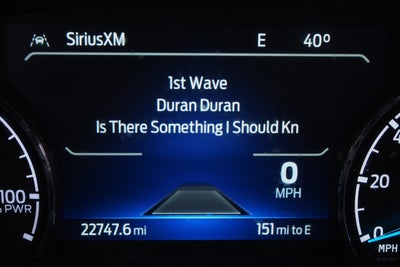 SiriusXM E 40°
1st Wave
Duran Duran
Is There Something I Should Kn
0
MPH
100
% PWR
20
0
MPH
22747.6 mi 151 mi to E